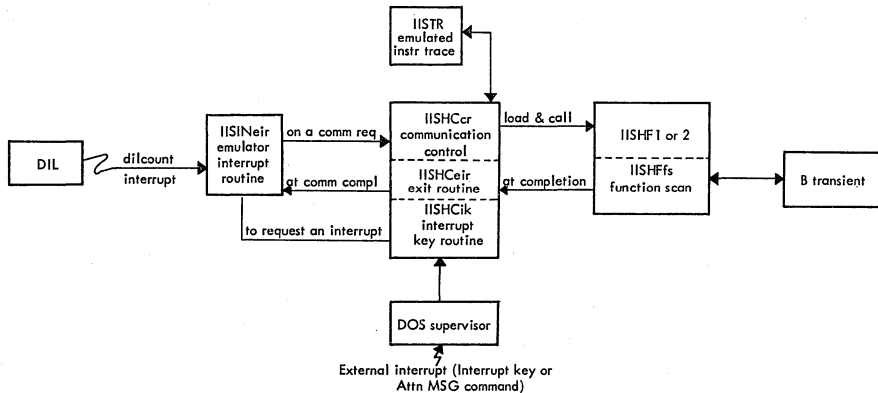 IISTR
emulated
instr trace
IISINeir
emulator
interrupt
routine
on a comm req
IISHCcr
communication
control
load & call
IISHF1 or 2
DIL
dilcount
interrupt
at comm compl
IISHCeir
exit routine
at completion
IISHFfs
function scan
B transient
to request an interrupt
IISHCik
interrupt
key routine
DOS supervisor
External interrupt (Interrupt key or
Attn MSG command)